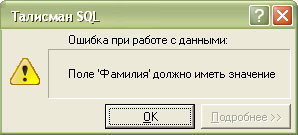 Талисман SQL
Ошибка при работе с данными:
Поле 'Фамилия' должно иметь значение
OK
Подробнее >>